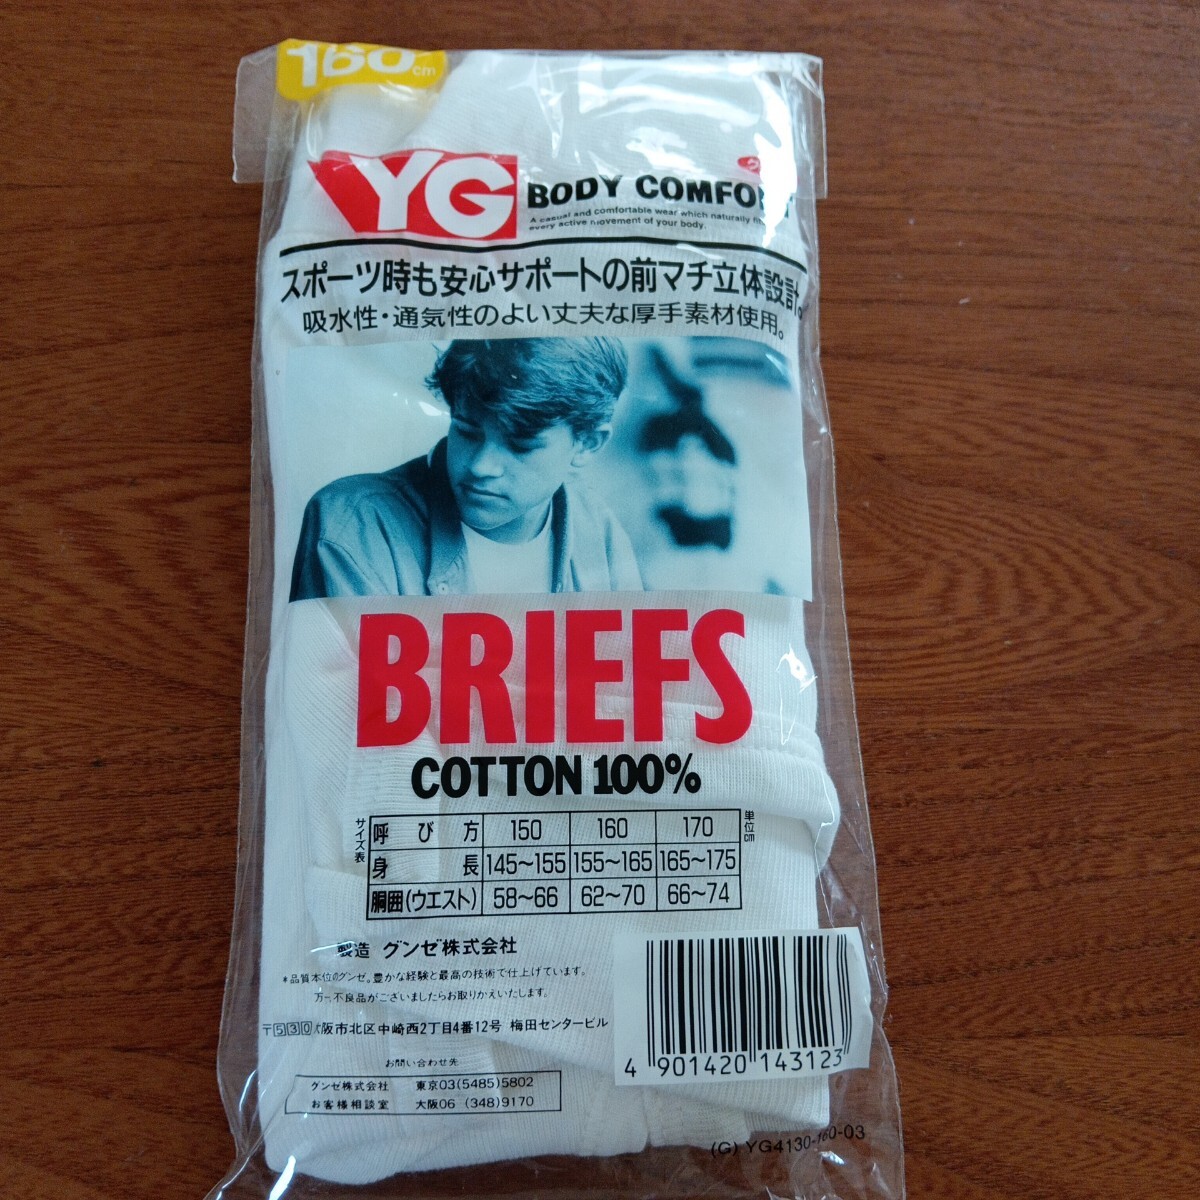 160cm
YG
BODY COMFORT
A casual and comfortable wear which naturally fits
every active movement of your body.
スポーツ時も安心サポートの前マチ立体設計。
吸水性・通気性のよい丈夫な厚手素材使用。
BRIEFS
COTTON 100%
サイズ表
単位cm
呼び方 150 160 170
身長 145〜155 155〜165 165〜175
胴囲(ウエスト) 58〜66 62〜70 66〜74
製造 グンゼ株式会社
*品質本位のグンゼ。豊かな経験と最高の技術で仕上げています。
万一不良品がございましたらお取りかえいたします。
〒530 大阪市北区中崎西2丁目4番12号 梅田センタービル
お問い合わせ先
グンゼ株式会社 東京03(5485)5802
お客様相談室 大阪06 (348)9170
4 901420 143123
(G) YG4130-160-03